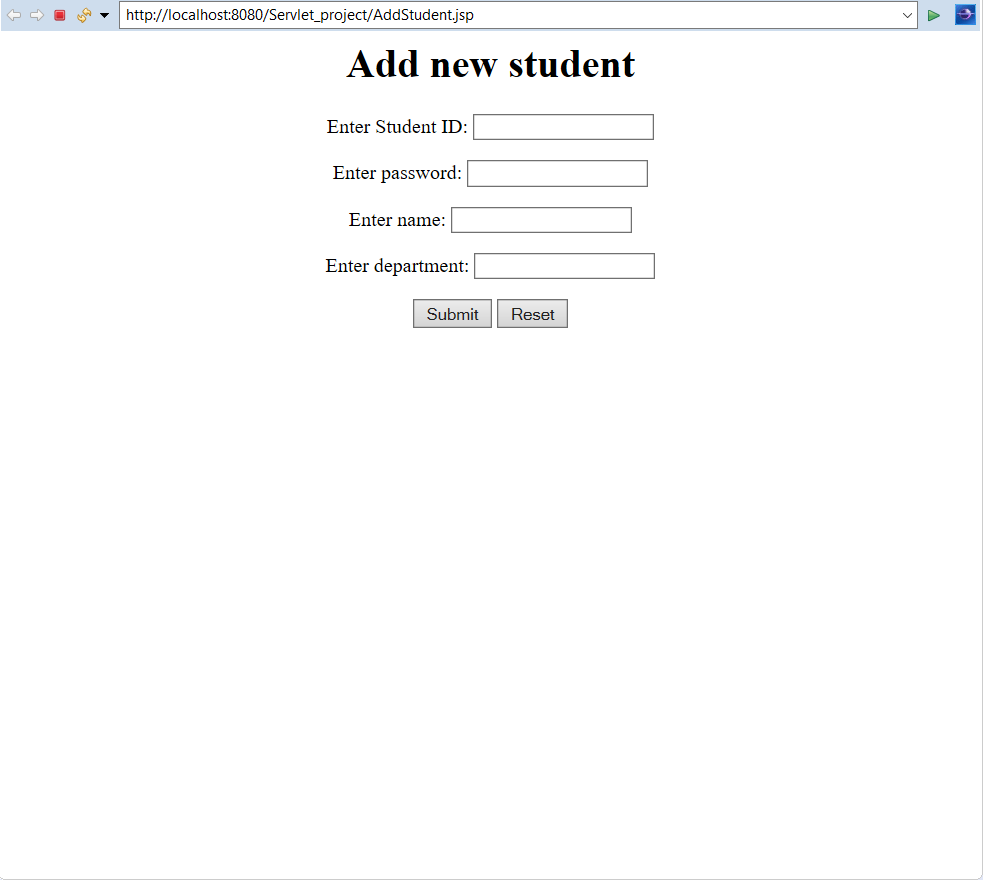 http://localhost:8080/Servlet_project/AddStudent.jsp
Add new student
Enter Student ID:
Enter password:
Enter name:
Enter department:
Submit Reset